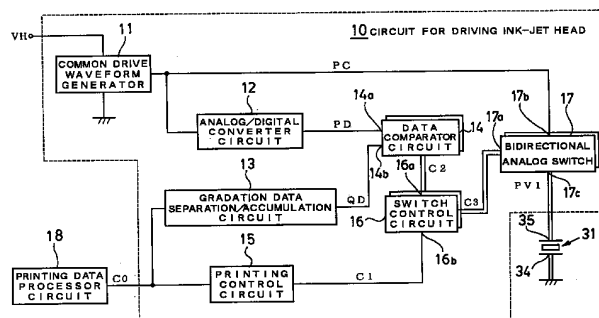 10 CIRCUIT FOR DRIVING INK-JET HEAD
VH
11
COMMON DRIVE
WAVEFORM
GENERATOR
PC
12
ANALOG/DIGITAL
CONVERTER
CIRCUIT
PD
14a
DATA
COMPARATOR
CIRCUIT
14
14b
17b
17
17a
BIDIRECTIONAL
ANALOG SWITCH
17c
PV1
13
GRADATION DATA
SEPARATION/ACCUMULATION
CIRCUIT
QD
C2
16a
SWITCH
CONTROL
CIRCUIT
16
C3
16b
18
PRINTING DATA
PROCESSOR
CIRCUIT
C0
15
PRINTING
CONTROL
CIRCUIT
C1
35
31
34